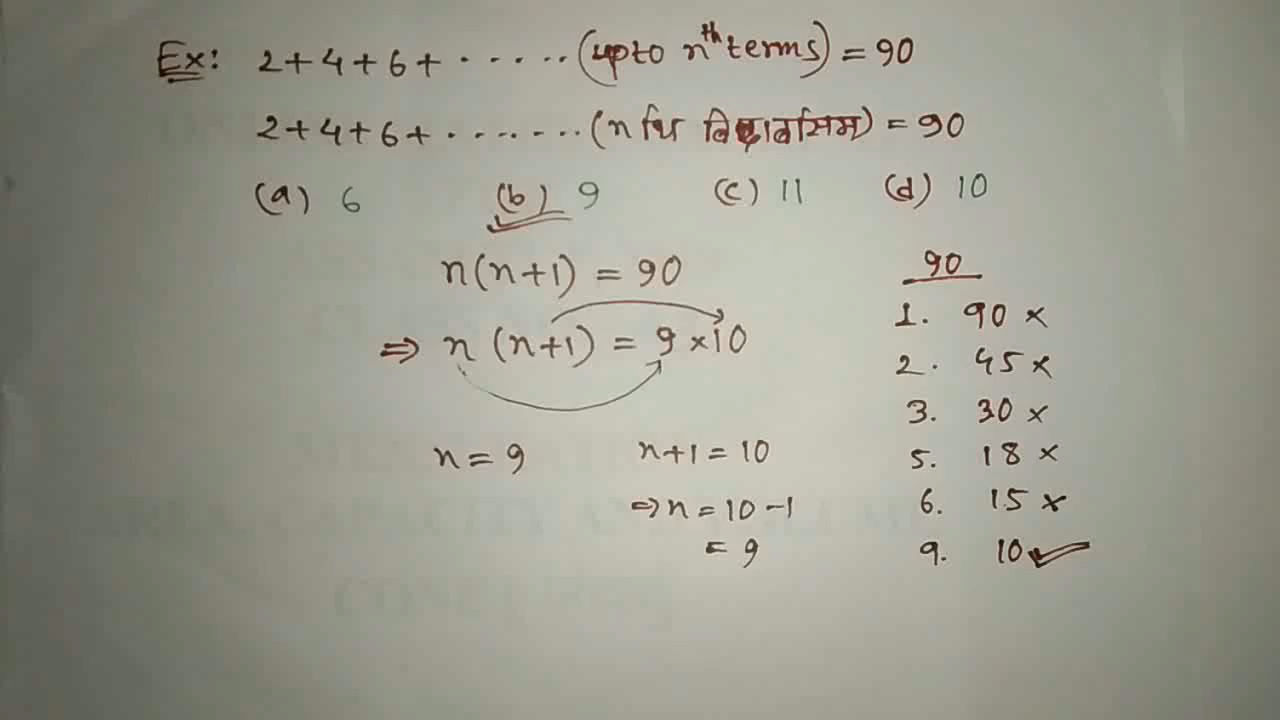 Ex: 2+4+6+ ...... (upto nth terms) = 90
2+4+6+ ....... (n ) = 90
(a) 6 (b) 9 (c) 11 (d) 10
n(n+1) = 90
⇒ n (n+1) = 9 × 10
n = 9 n+1 = 10
⇒ n = 10 - 1
= 9
90
1. 90 ×
2. 45 ×
3. 30 ×
5. 18 ×
6. 15 ×
9. 10 ✓